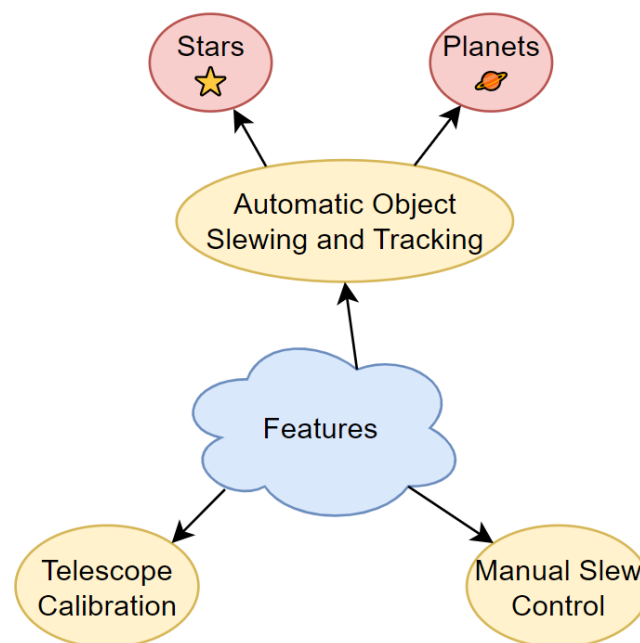 Stars
Planets
Automatic Object
Slewing and Tracking
Features
Telescope
Calibration
Manual Slew
Control